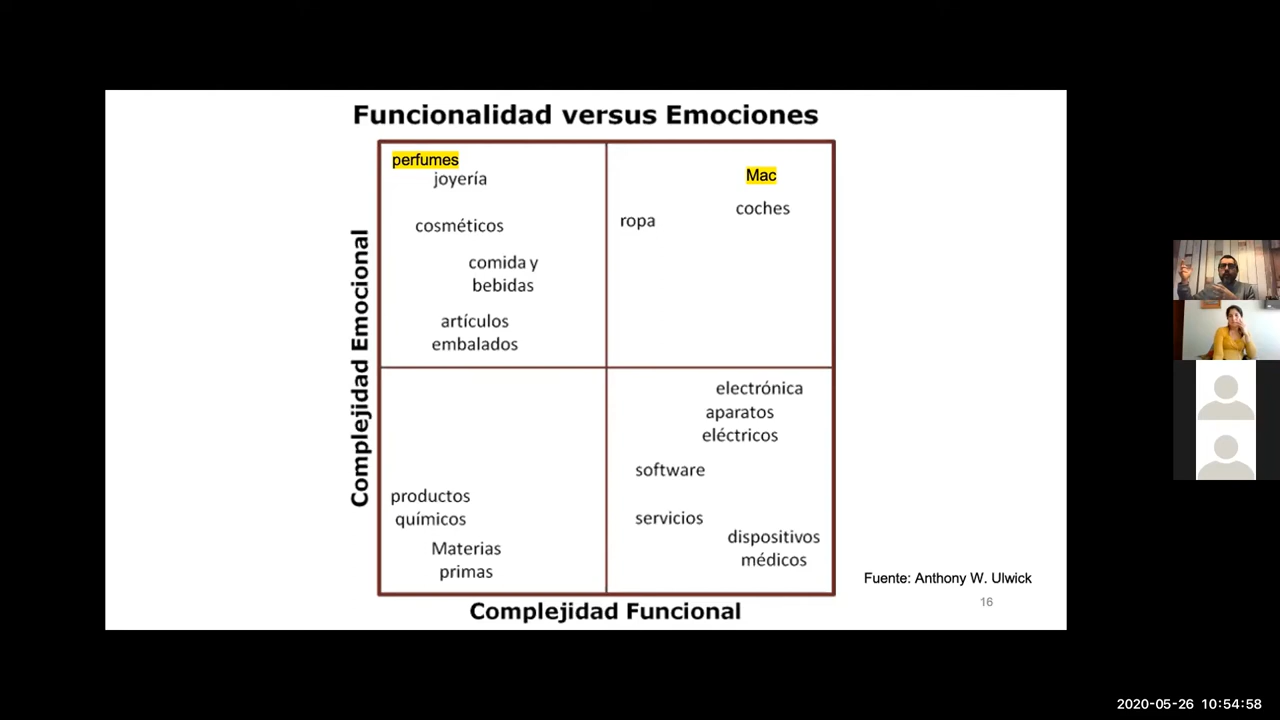 Funcionalidad versus Emociones
perfumes
joyería
cosméticos
comida y
bebidas
artículos
embalados
Mac
coches
ropa
Complejidad Emocional
productos
químicos
Materias
primas
electrónica
aparatos
eléctricos
software
servicios
dispositivos
médicos
Complejidad Funcional
Fuente: Anthony W. Ulwick
16
2020-05-26 10:54:58